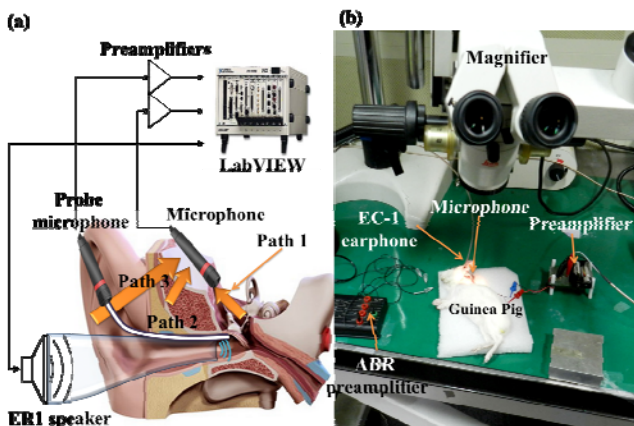 (a)
Preamplifiers
LabVIEW
Probe
microphone
Microphone
Path 1
Path 3
Path 2
ER1 speaker
(b)
Magnifier
EC-1
earphone
Microphone
Preamplifier
Guinea Pig
ABR
preamplifier